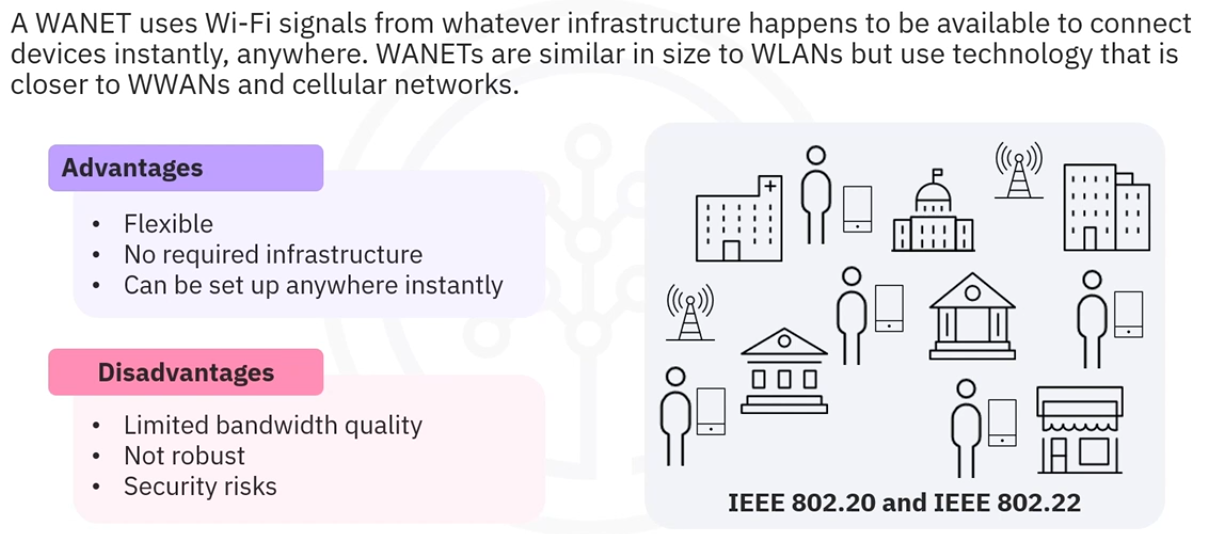 A WANET uses Wi-Fi signals from whatever infrastructure happens to be available to connect
devices instantly, anywhere. WANETs are similar in size to WLANs but use technology that is
closer to WWANs and cellular networks.
Advantages
• Flexible
• No required infrastructure
• Can be set up anywhere instantly
Disadvantages
• Limited bandwidth quality
• Not robust
• Security risks
IEEE 802.20 and IEEE 802.22